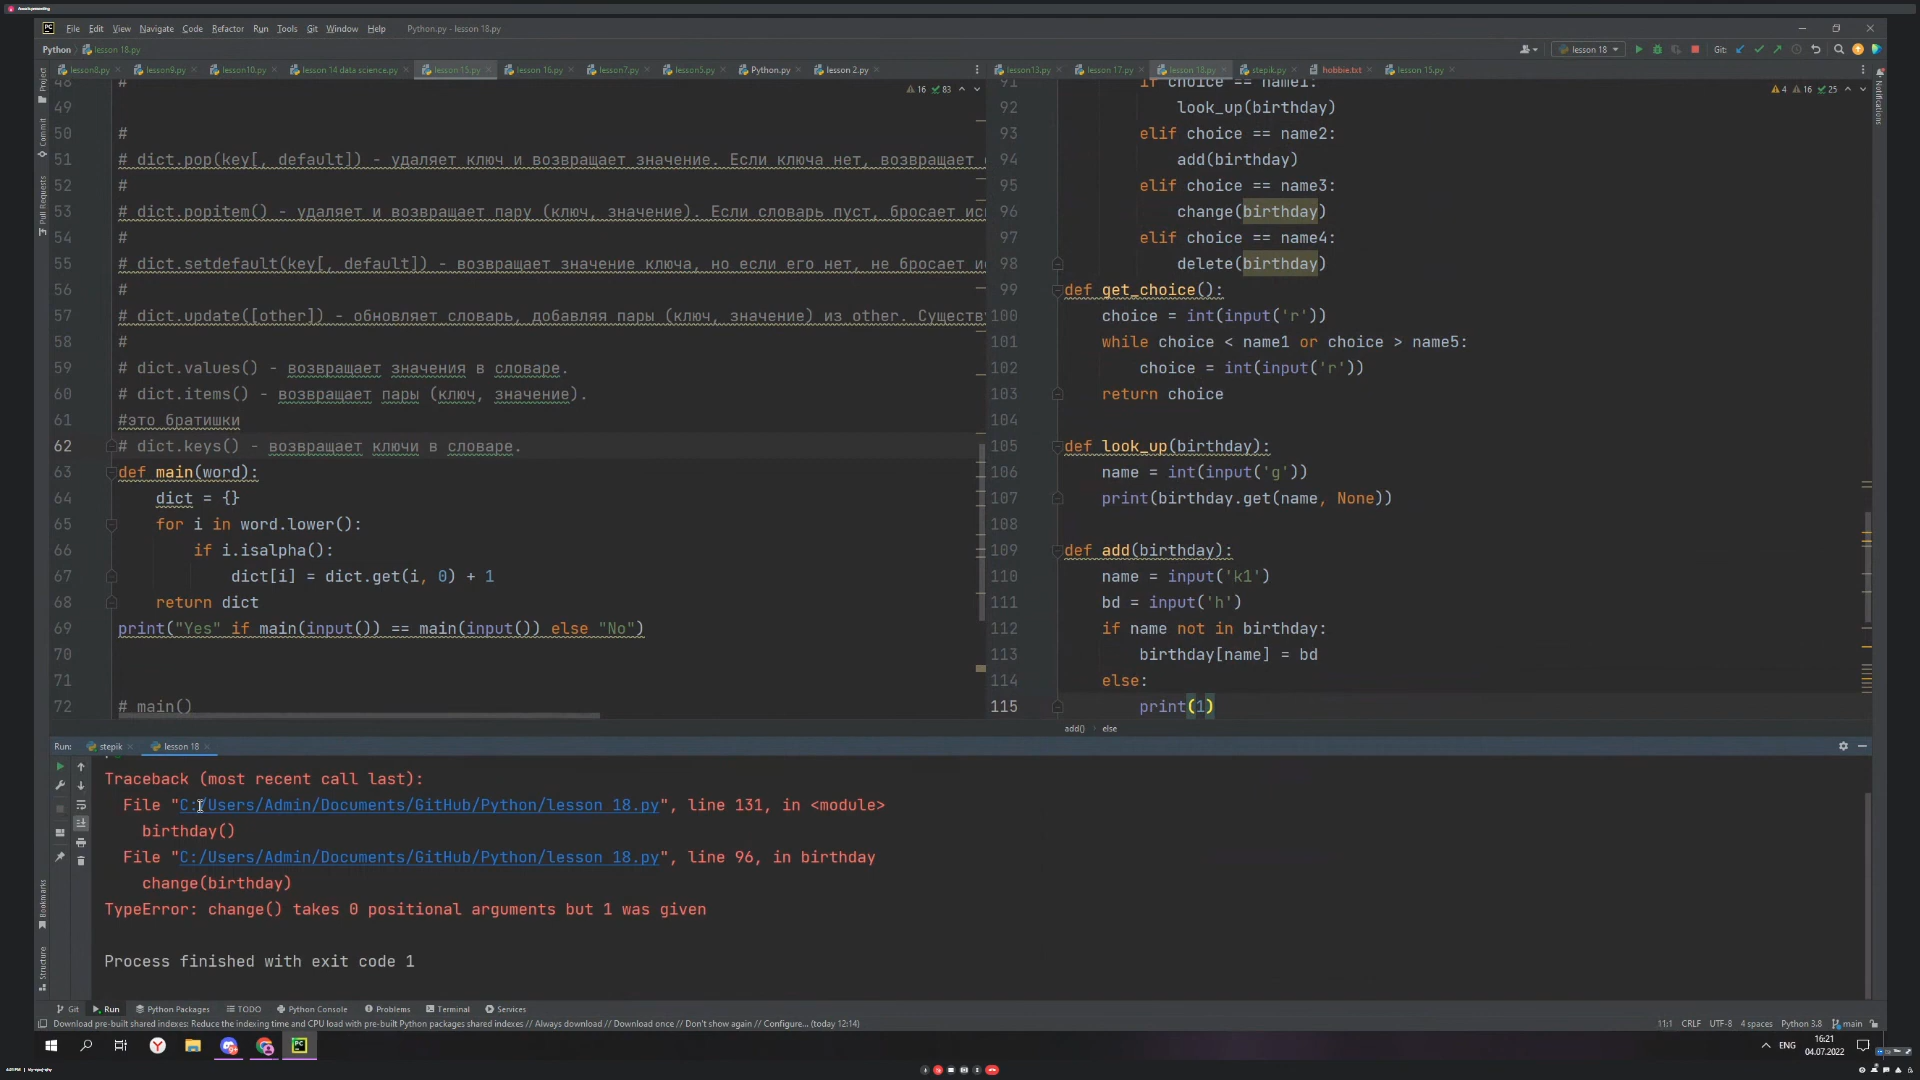 File Edit View Navigate Code Refactor Run Tools Git Window Help Python.py - lesson 18.py
Python lesson 18.py
lesson 18 Git:
lesson8.py lesson9.py lesson10.py lesson 14 data science.py lesson 15.py lesson 16.py lesson7.py lesson5.py Python.py lesson 2.py
lesson13.py lesson 17.py lesson 18.py stepik.py hobbie.txt lesson 15.py
Project
Commit
Pull Requests
Bookmarks
Structure
Notifications
16 83
48 #
49
50 #
51 # dict.pop(key[, default]) - удаляет ключ и возвращает значение. Если ключа нет, возвращает
52 #
53 # dict.popitem() - удаляет и возвращает пару (ключ, значение). Если словарь пуст, бросает
54 #
55 # dict.setdefault(key[, default]) - возвращает значение ключа, но если его нет, не бросает
56 #
57 # dict.update([other]) - обновляет словарь, добавляя пары (ключ, значение) из other. Сущест
58 #
59 # dict.values() - возвращает значения в словаре.
60 # dict.items() - возвращает пары (ключ, значение).
61 #это братишки
62 # dict.keys() - возвращает ключи в словаре.
63 def main(word):
64 dict = {}
65 for i in word.lower():
66 if i.isalpha():
67 dict[i] = dict.get(i, 0) + 1
68 return dict
69 print("Yes" if main(input()) == main(input()) else "No")
70
71
72 # main()
4 16 25
91 if choice == name1:
92 look_up(birthday)
93 elif choice == name2:
94 add(birthday)
95 elif choice == name3:
96 change(birthday)
97 elif choice == name4:
98 delete(birthday)
99 def get_choice():
100 choice = int(input('r'))
101 while choice < name1 or choice > name5:
102 choice = int(input('r'))
103 return choice
104
105 def look_up(birthday):
106 name = int(input('g'))
107 print(birthday.get(name, None))
108
109 def add(birthday):
110 name = input('k1')
111 bd = input('h')
112 if name not in birthday:
113 birthday[name] = bd
114 else:
115 print(1)
add() else
Run: stepik lesson 18
Traceback (most recent call last):
File "C:/Users/Admin/Documents/GitHub/Python/lesson 18.py", line 131, in <module>
birthday()
File "C:/Users/Admin/Documents/GitHub/Python/lesson 18.py", line 96, in birthday
change(birthday)
TypeError: change() takes 0 positional arguments but 1 was given
Process finished with exit code 1
Git Run Python Packages TODO Python Console Problems Terminal Services
Download pre-built shared indexes: Reduce the indexing time and CPU load with pre-built Python packages shared indexes // Always download // Download once // Don't show again // Configure... (today 12:14)
11:1 CRLF UTF-8 4 spaces Python 3.8 main
ENG
16:21
04.07.2022